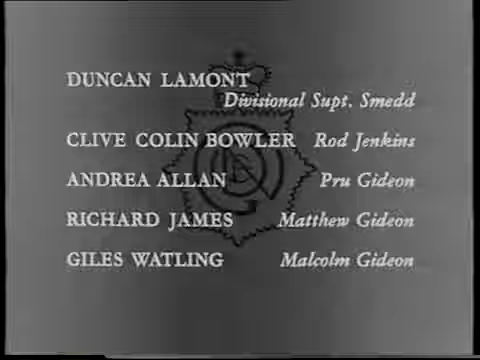 DUNCAN LAMONT
Divisional Supt. Smedd
CLIVE COLIN BOWLER Rod Jenkins
ANDREA ALLAN Pru Gideon
RICHARD JAMES Matthew Gideon
GILES WATLING Malcolm Gideon